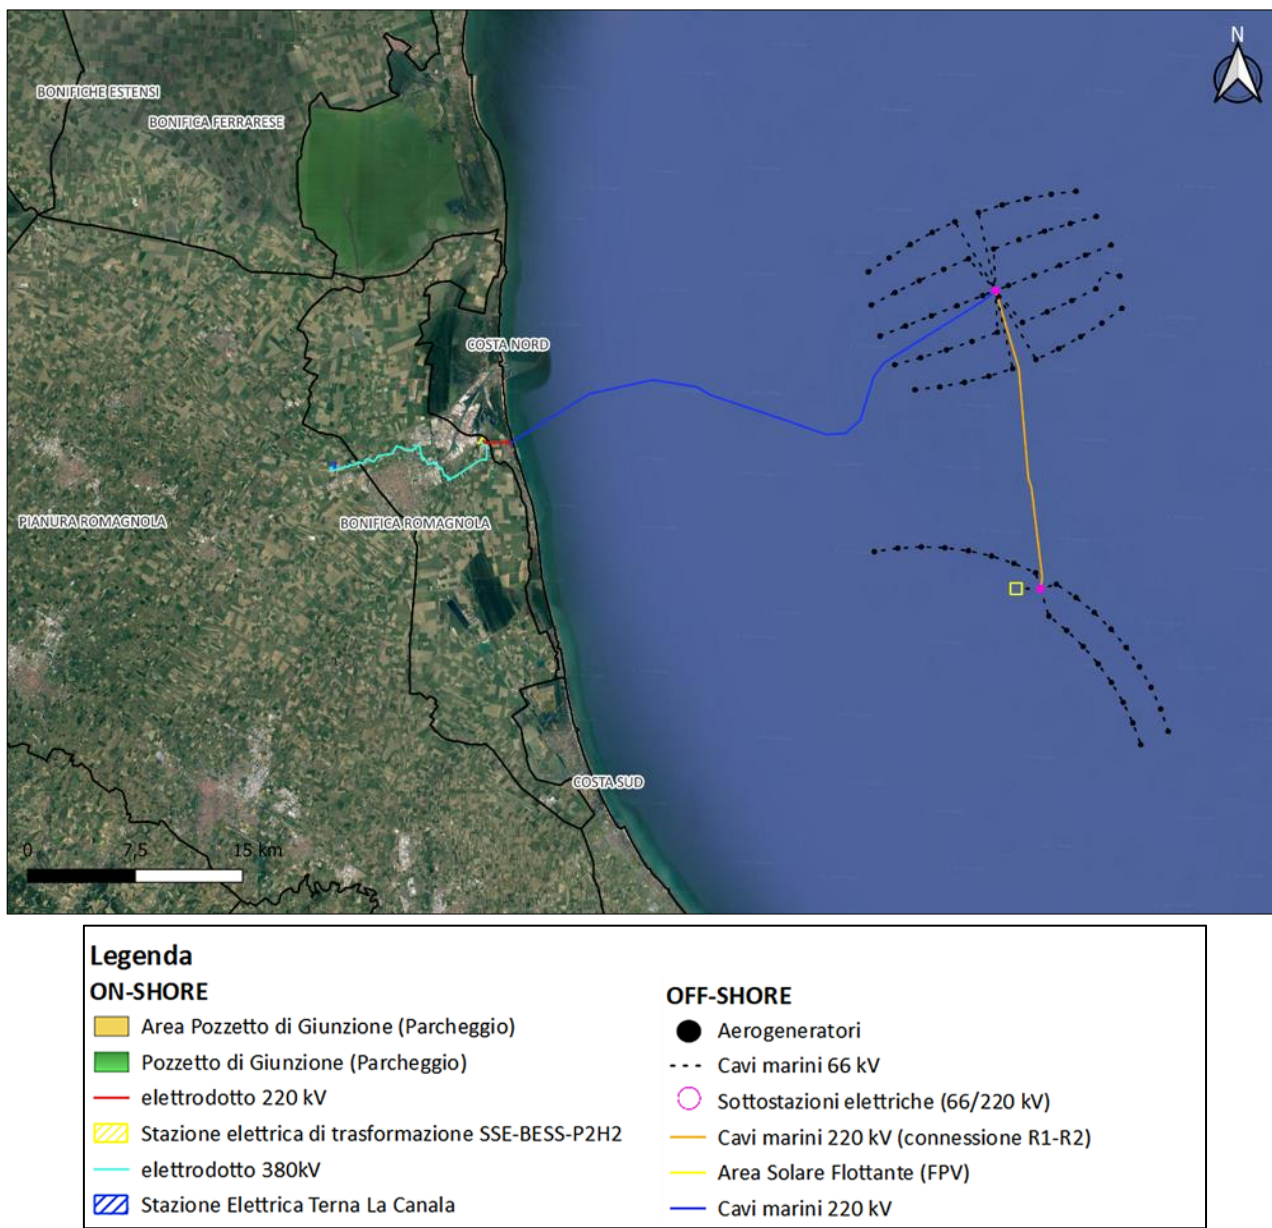 N
BONIFICHE ESTENSI
BONIFICA FERRARESE
COSTA NORD
PIANURA ROMAGNOLA
BONIFICA ROMAGNOLA
COSTA SUD
0 7,5 15 km
Legenda
ON-SHORE
Area Pozzetto di Giunzione (Parcheggio)
Pozzetto di Giunzione (Parcheggio)
elettrodotto 220 kV
Stazione elettrica di trasformazione SSE-BESS-P2H2
elettrodotto 380kV
Stazione Elettrica Terna La Canala
OFF-SHORE
Aerogeneratori
Cavi marini 66 kV
Sottostazioni elettriche (66/220 kV)
Cavi marini 220 kV (connessione R1-R2)
Area Solare Flottante (FPV)
Cavi marini 220 kV